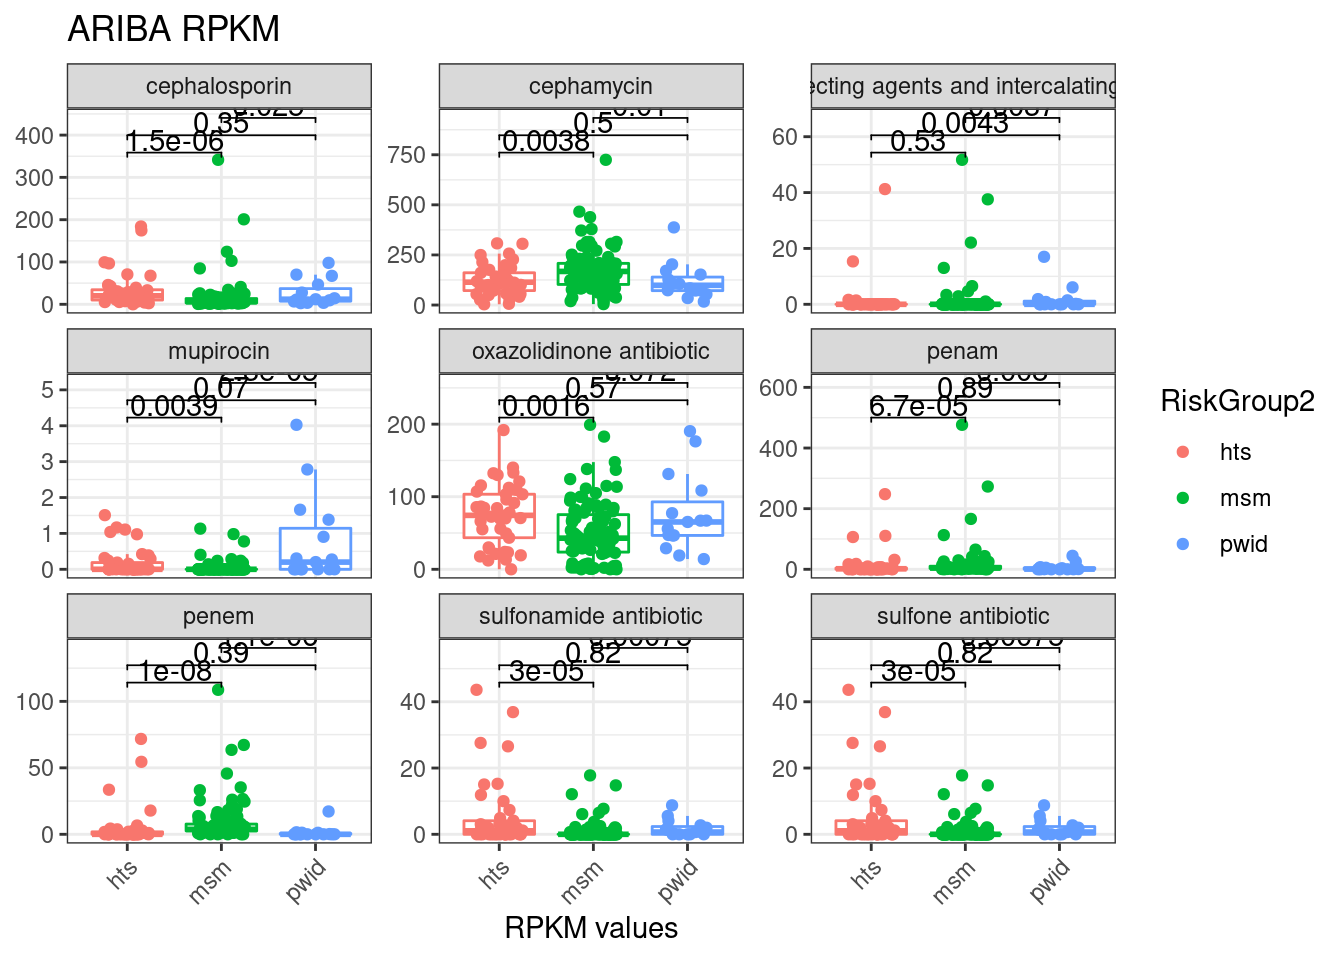 ARIBA RPKM
cephalosporin
cephamycin
ecting agents and intercalating
400
300
200
100
0
0.35
1.5e-06
750
500
250
0
0.5
0.0038
60
40
20
0
0.0043
0.53
mupirocin
oxazolidinone antibiotic
penam
5
4
3
2
1
0
0.07
0.0039
200
100
0
0.57
0.0016
600
400
200
0
0.89
6.7e-05
penem
sulfonamide antibiotic
sulfone antibiotic
100
50
0
0.39
1e-08
40
20
0
0.82
3e-05
40
20
0
0.82
3e-05
hts
msm
pwid
hts
msm
pwid
hts
msm
pwid
RPKM values
RiskGroup2
hts
msm
pwid